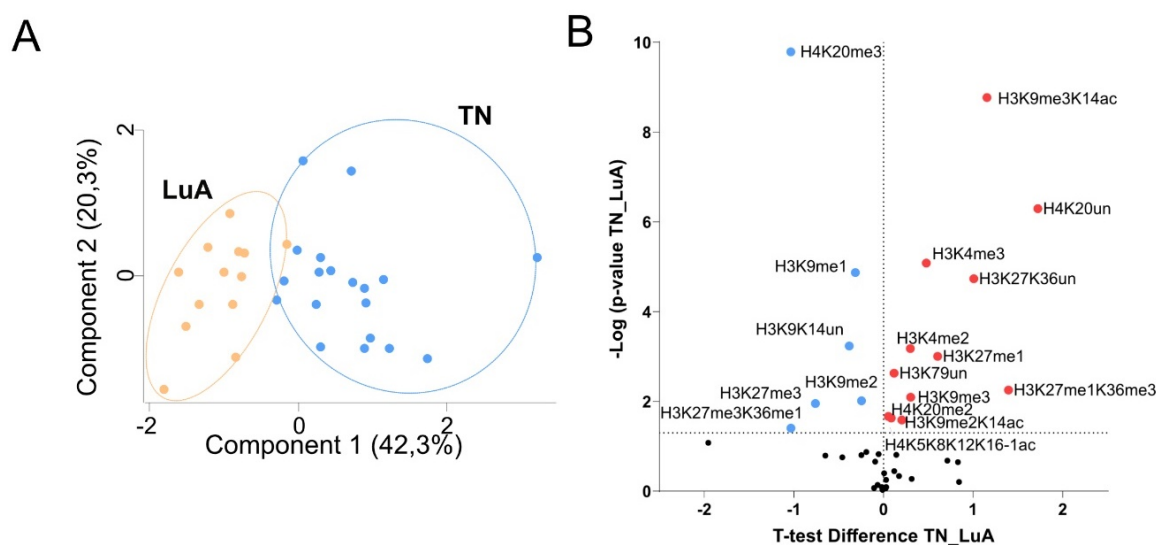 A
TN
LuA
2
0
Component 2 (20,3%)
-2
0
2
Component 1 (42,3%)
B
10
8
6
4
2
0
-Log (p-value TN_LuA)
H4K20me3
H3K9me3K14ac
H4K20un
H3K4me3
H3K9me1
H3K27K36un
H3K9K14un
H3K4me2
H3K27me1
H3K79un
H3K27me3
H3K9me2
H3K27me1K36me3
H3K9me3
H3K27me3K36me1
H4K20me2
H3K9me2K14ac
H4K5K8K12K16-1ac
-2
-1
0
1
2
T-test Difference TN_LuA